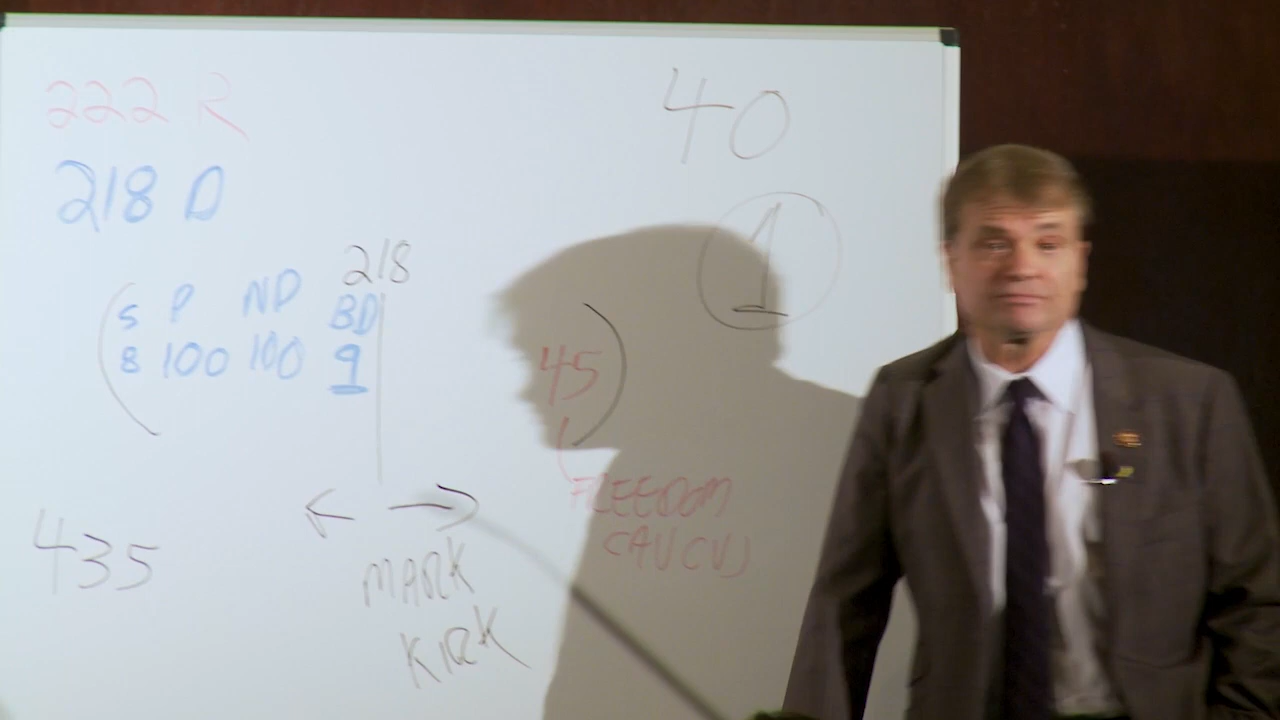 222 R
218 D
40
1
218
S P ND BD
8 100 100 9
45
FREEDOM
CAUCUS
435
MARK
KIRK